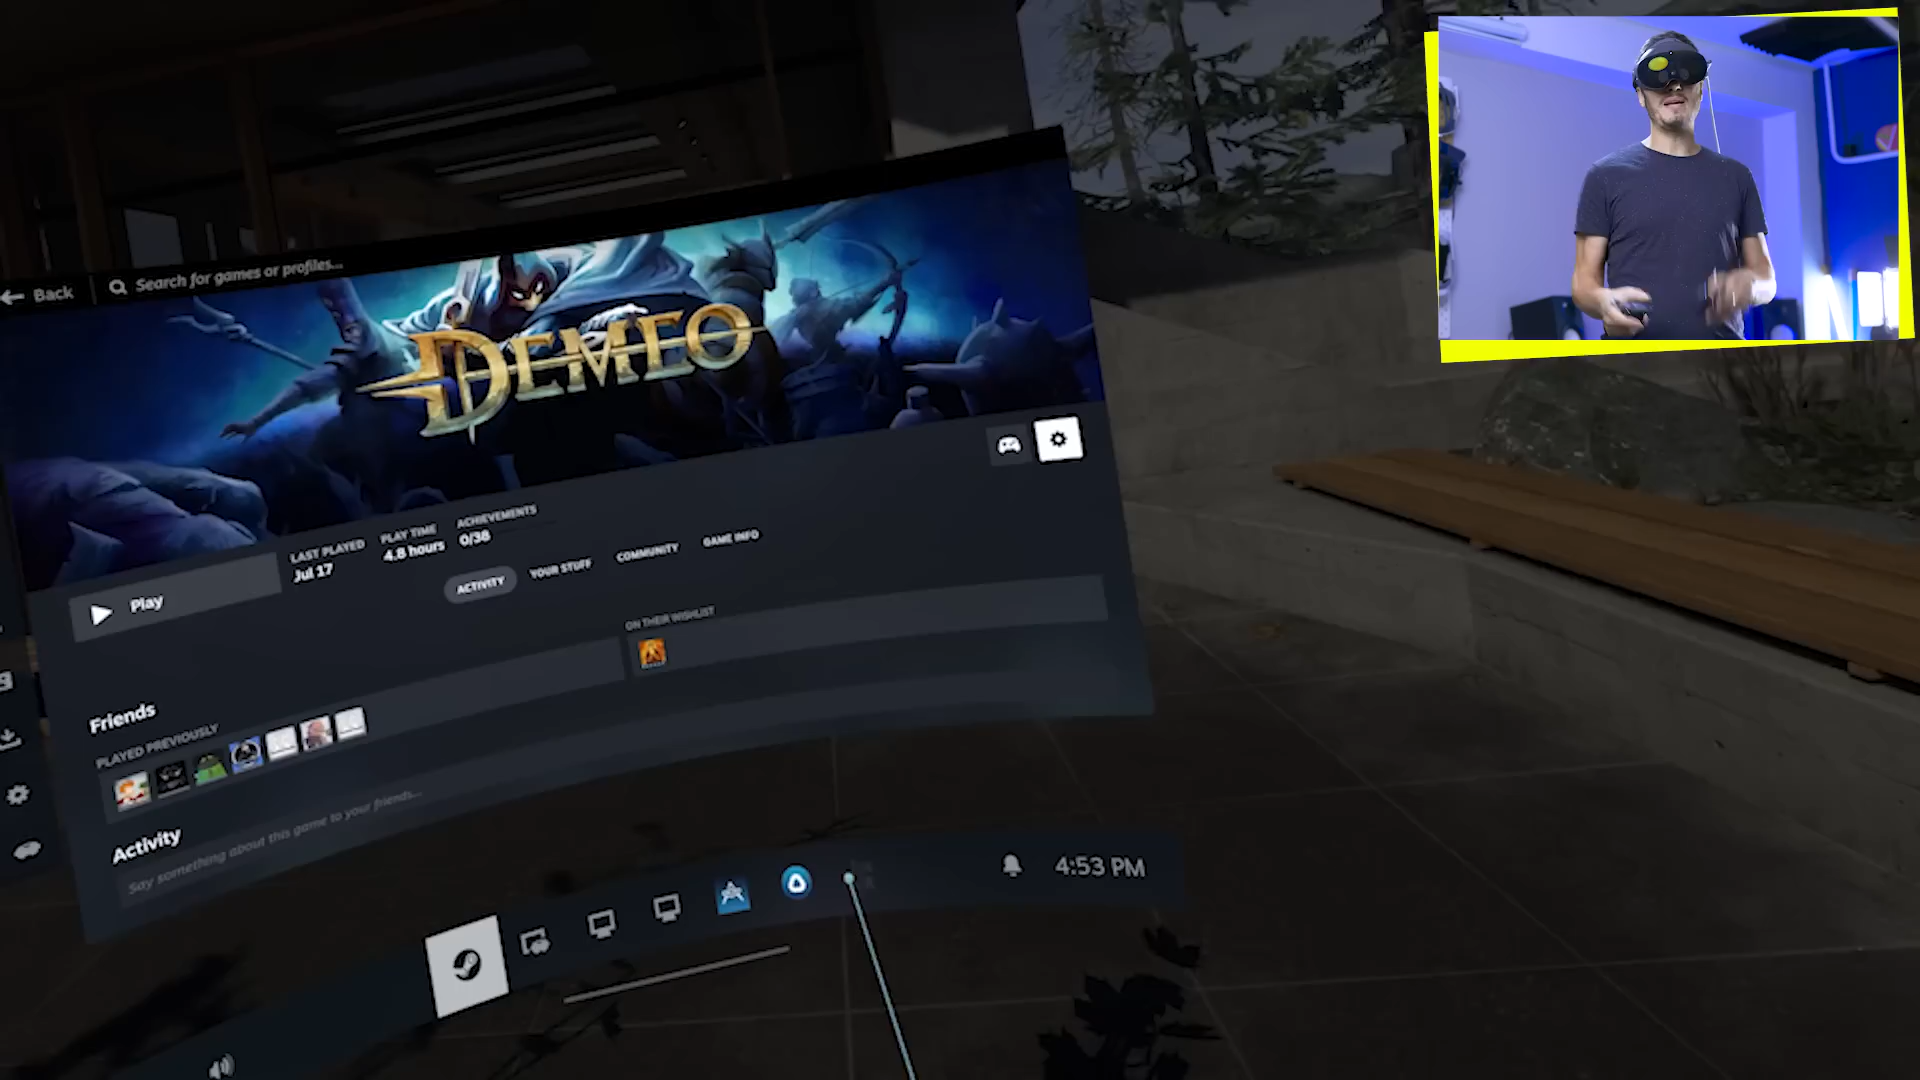 Back
Search for games or profiles...
DEMEO
Play
LAST PLAYED
Jul 17
PLAY TIME
4.8 hours
ACHIEVEMENTS
0/38
ACTIVITY
YOUR STUFF
COMMUNITY
GAME INFO
Friends
PLAYED PREVIOUSLY
ON THEIR WISHLIST
Activity
Say something about this game to your friends...
4:53 PM